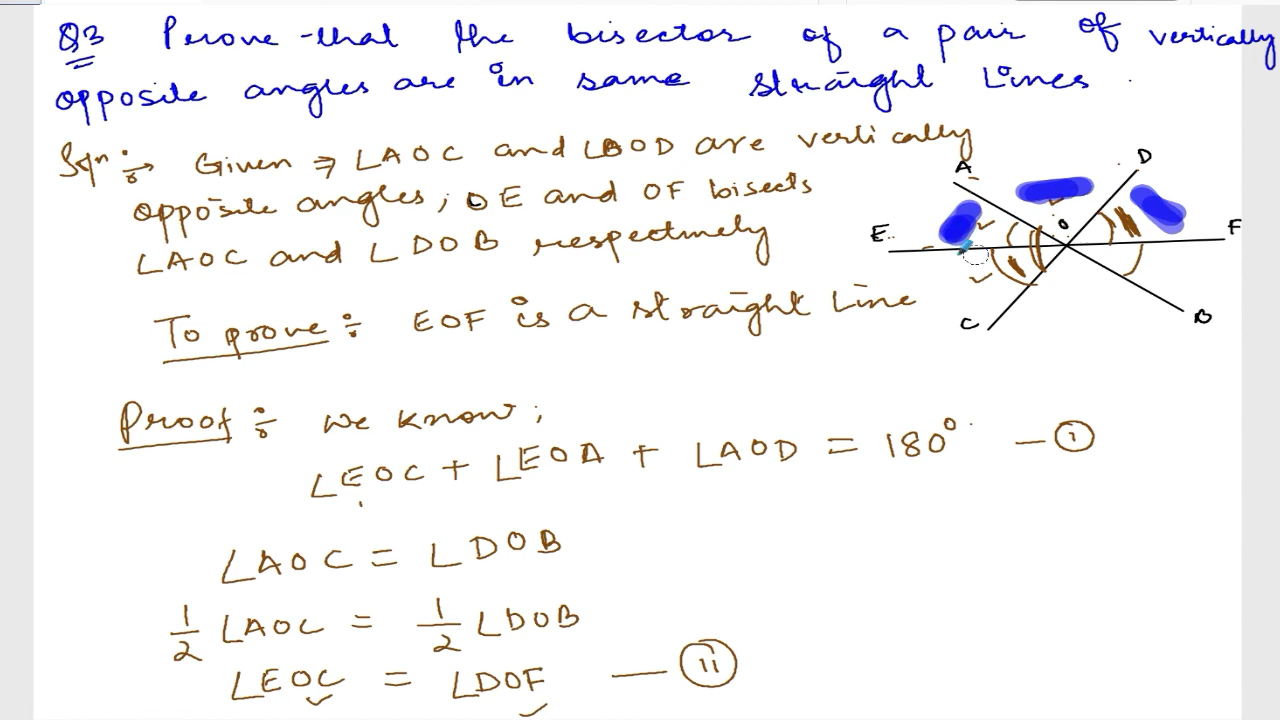 Q3 Prove that the bisector of a pair of vertically
opposite angles are in same straight Lines.
Sol^n :→ Given ⇒ ∠AOC and ∠BOD are vertically
opposite angles; OE and OF bisects
∠AOC and ∠DOB respectively
To prove ÷ EOF is a straight Line
Proof ÷ We know,
∠EOC + ∠EOA + ∠AOD = 180° — (i)
∠AOC = ∠DOB
1/2 ∠AOC = 1/2 ∠DOB
∠EOC = ∠DOF — (ii)
A
D
O
E
F
C
B